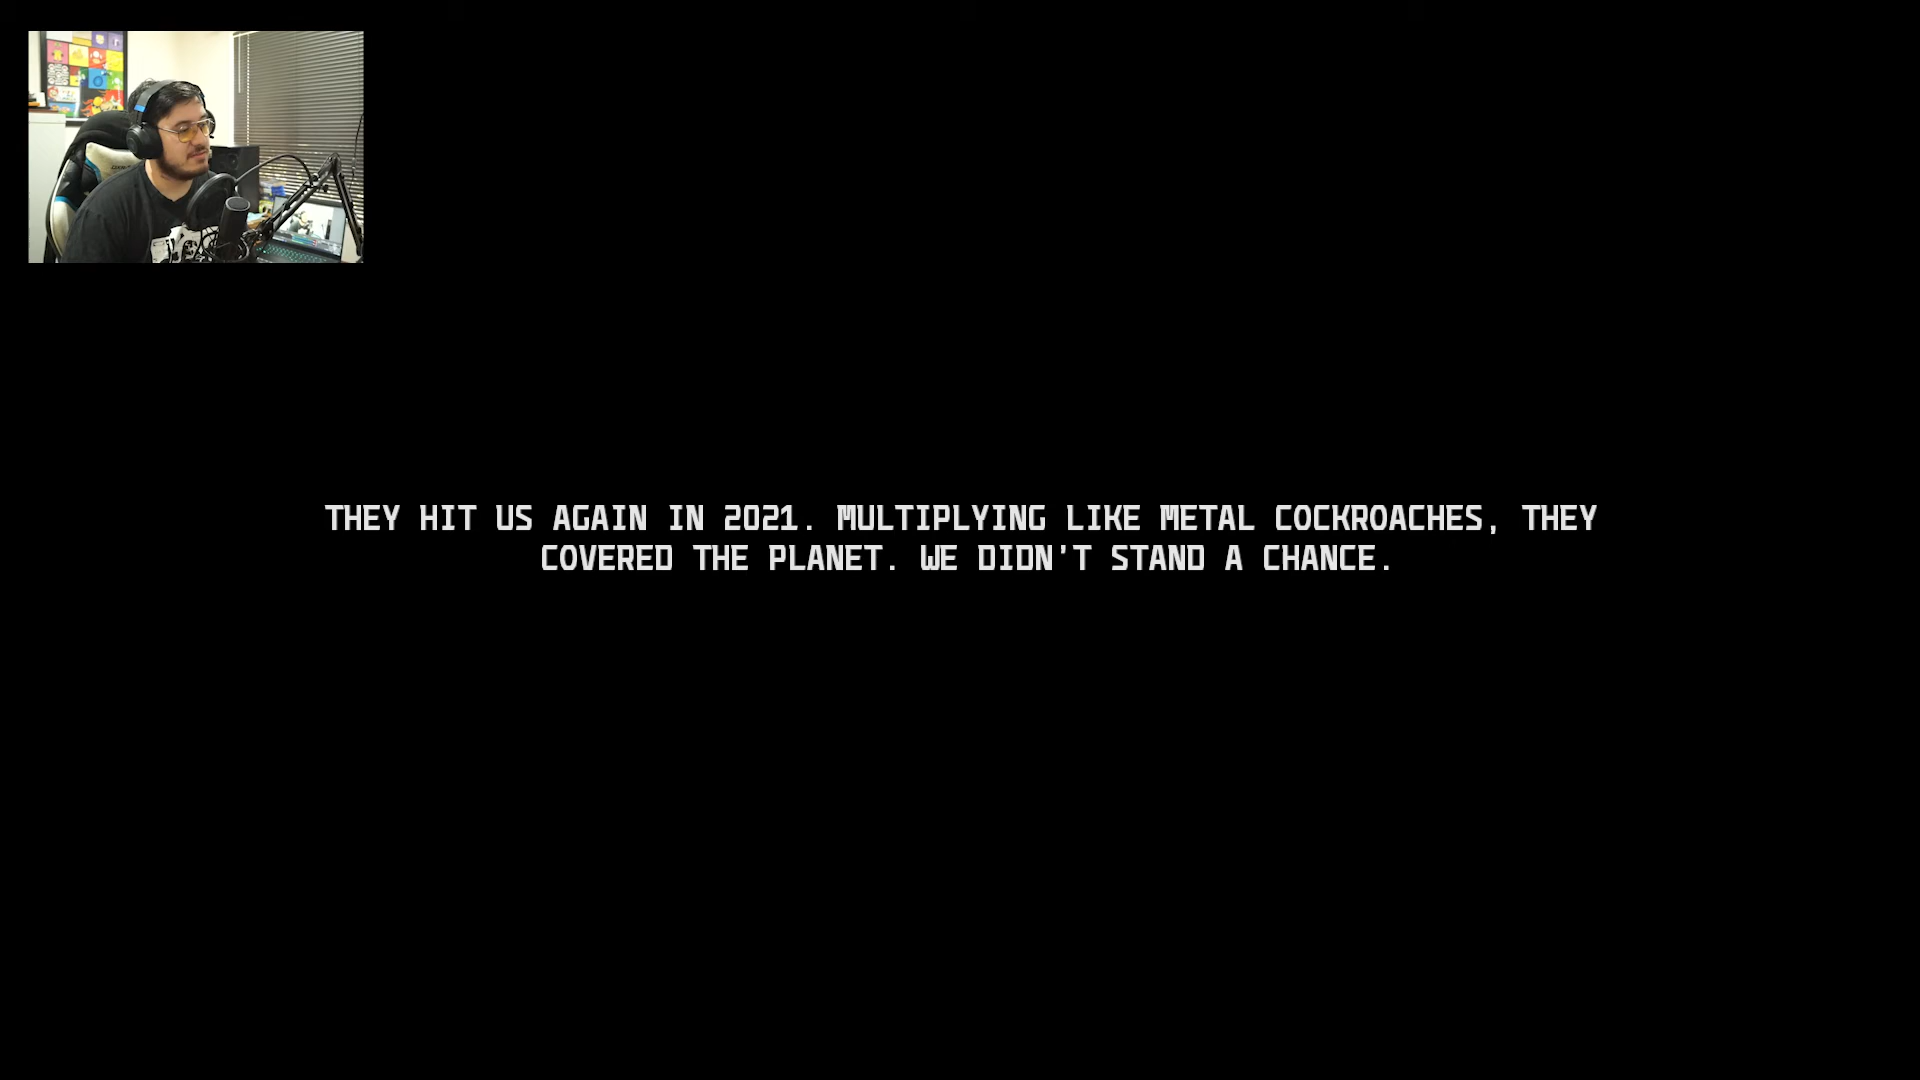 THEY HIT US AGAIN IN 2021. MULTIPLYING LIKE METAL COCKROACHES, THEY
COVERED THE PLANET. WE DIDN'T STAND A CHANCE.